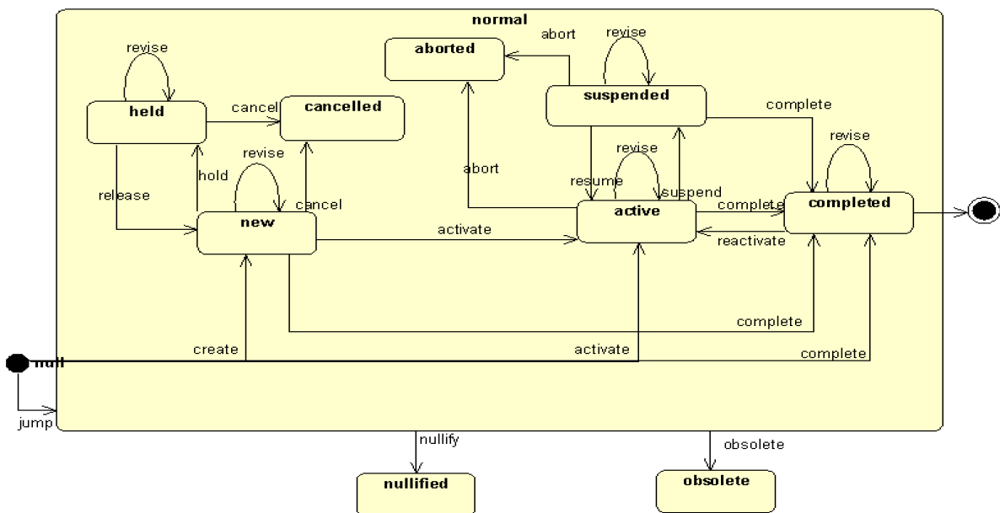 normal
revise
abort
revise
aborted
held
cancel
cancelled
suspended
complete
revise
revise
revise
hold
abort
resume
suspend
release
cancel
new
activate
active
complete
completed
reactivate
complete
create
activate
complete
null
jump
nullify
obsolete
nullified
obsolete